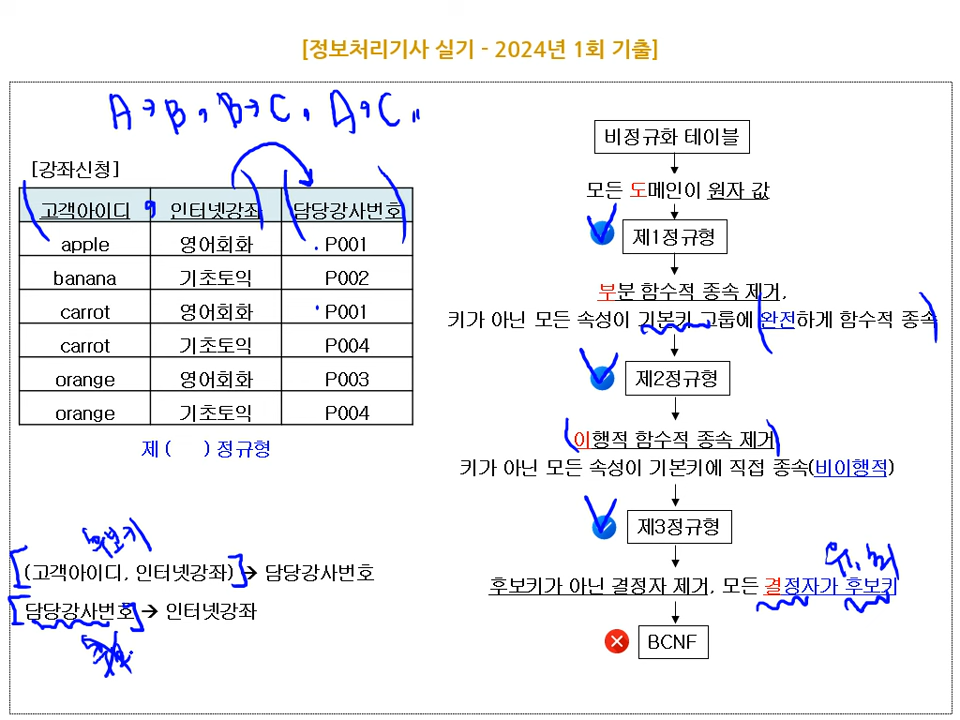 [정보처리기사 실기 - 2024년 1회 기출]
A → B, B → C, A → C,,
[강좌신청]
고객아이디 , 인터넷강좌 담당강사번호
apple 영어회화 P001
banana 기초토익 P002
carrot 영어회화 P001
carrot 기초토익 P004
orange 영어회화 P003
orange 기초토익 P004
제 ( ) 정규형
후보키
(고객아이디, 인터넷강좌) → 담당강사번호
담당강사번호 → 인터넷강좌
비정규화 테이블
모든 도메인이 원자 값
제1정규형
부분 함수적 종속 제거,
키가 아닌 모든 속성이 기본키 그룹에 완전하게 함수적 종속
제2정규형
이행적 함수적 종속 제거
키가 아닌 모든 속성이 기본키에 직접 종속(비이행적)
제3정규형
후보키가 아닌 결정자 제거, 모든 결정자가 후보키
BCNF